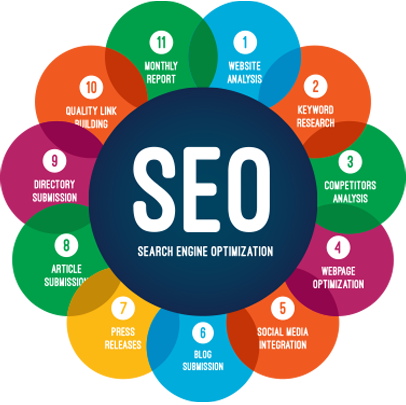 SEO
SEARCH ENGINE OPTIMIZATION
1
WEBSITE
ANALYSIS
2
KEYWORD
RESEARCH
3
COMPETITORS
ANALYSIS
4
WEBPAGE
OPTIMIZATION
5
SOCIAL MEDIA
INTEGRATION
6
BLOG
SUBMISSION
7
PRESS
RELEASES
8
ARTICLE
SUBMISSION
9
DIRECTORY
SUBMISSION
10
QUALITY LINK
BUILDING
11
MONTHLY
REPORT